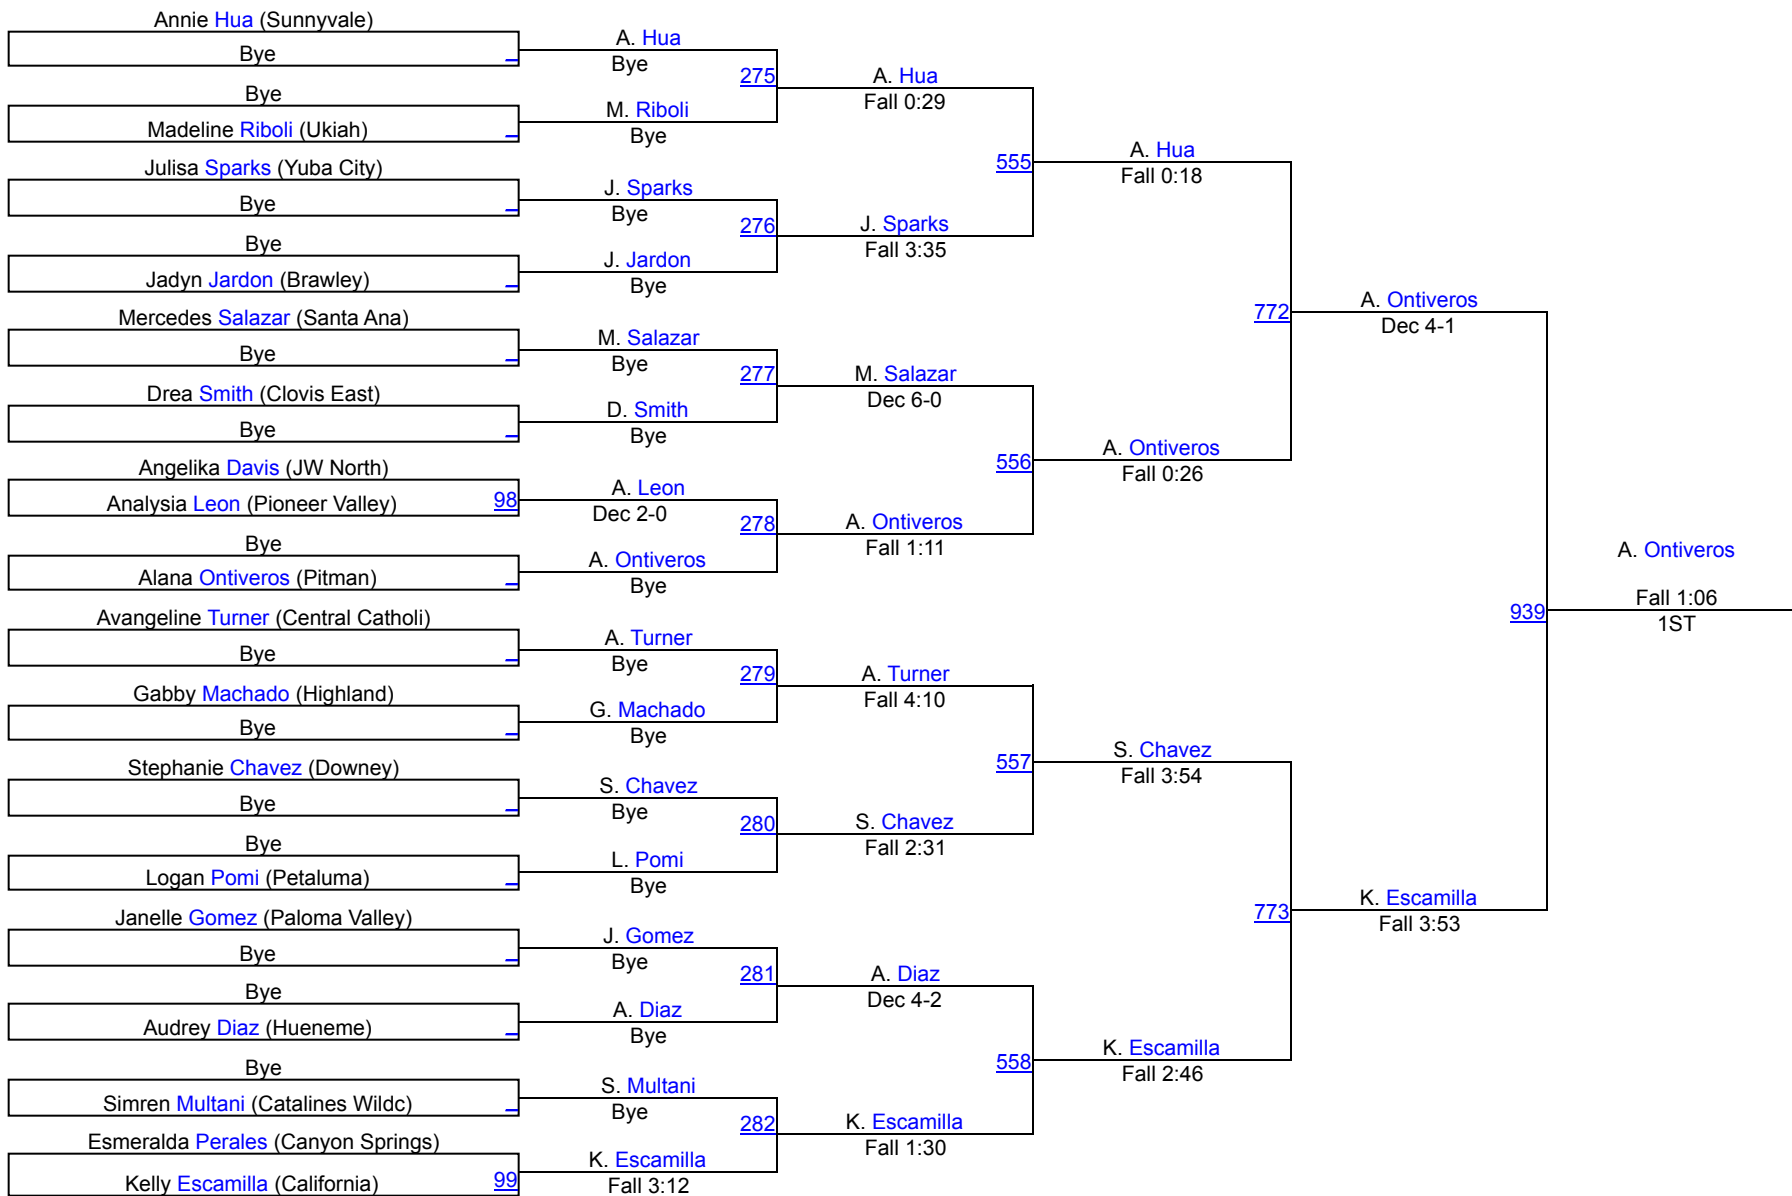 Annie Hua (Sunnyvale)
Bye
Bye
Madeline Riboli (Ukiah)
Julisa Sparks (Yuba City)
Bye
Bye
Jadyn Jardon (Brawley)
Mercedes Salazar (Santa Ana)
Bye
Drea Smith (Clovis East)
Bye
Angelika Davis (JW North)
Analysia Leon (Pioneer Valley) 98
Bye
Alana Ontiveros (Pitman)
Avangeline Turner (Central Catholi)
Bye
Gabby Machado (Highland)
Bye
Stephanie Chavez (Downey)
Bye
Bye
Logan Pomi (Petaluma)
Janelle Gomez (Paloma Valley)
Bye
Bye
Audrey Diaz (Hueneme)
Bye
Simren Multani (Catalines Wildc)
Esmeralda Perales (Canyon Springs)
Kelly Escamilla (California) 99
A. Hua
Bye
275
M. Riboli
Bye
J. Sparks
Bye
276
J. Jardon
Bye
M. Salazar
Bye
277
D. Smith
Bye
A. Leon
Dec 2-0
278
A. Ontiveros
Bye
A. Turner
Bye
279
G. Machado
Bye
S. Chavez
Bye
280
L. Pomi
Bye
J. Gomez
Bye
281
A. Diaz
Bye
S. Multani
Bye
282
K. Escamilla
Fall 3:12
A. Hua
Fall 0:29
555
J. Sparks
Fall 3:35
M. Salazar
Dec 6-0
556
A. Ontiveros
Fall 1:11
A. Turner
Fall 4:10
557
S. Chavez
Fall 2:31
A. Diaz
Dec 4-2
558
K. Escamilla
Fall 1:30
A. Hua
Fall 0:18
772
A. Ontiveros
Fall 0:26
S. Chavez
Fall 3:54
773
K. Escamilla
Fall 2:46
A. Ontiveros
Dec 4-1
939
K. Escamilla
Fall 3:53
A. Ontiveros
Fall 1:06
1ST